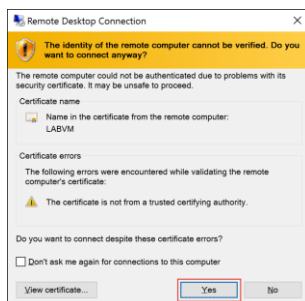 Remote Desktop Connection
The identity of the remote computer cannot be verified. Do you
want to connect anyway?
The remote computer could not be authenticated due to problems with its
security certificate. It may be unsafe to proceed.
Certificate name
Name in the certificate from the remote computer:
LABVM
Certificate errors
The following errors were encountered while validating the remote
computer's certificate:
The certificate is not from a trusted certifying authority.
Do you want to connect despite these certificate errors?
Don't ask me again for connections to this computer
View certificate... Yes No